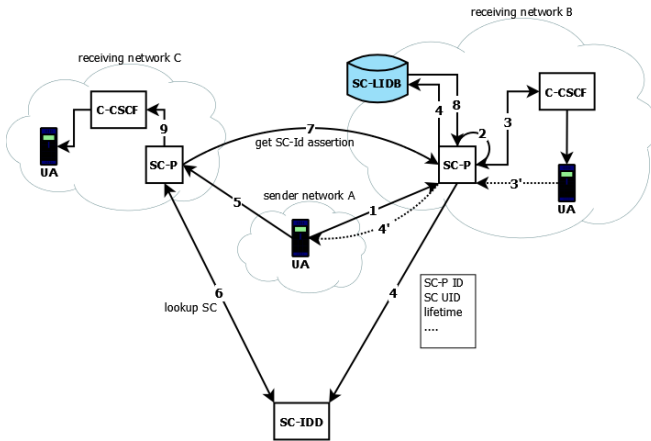 receiving network B
receiving network C
SC-LIDB
C-CSCF
C-CSCF
8
4
2
3
9
7
get SC-Id assertion
SC-P
SC-P
UA
sender network A
3'
5
1
UA
4'
UA
6
lookup SC
4
SC-P ID
SC UID
lifetime
....
SC-IDD